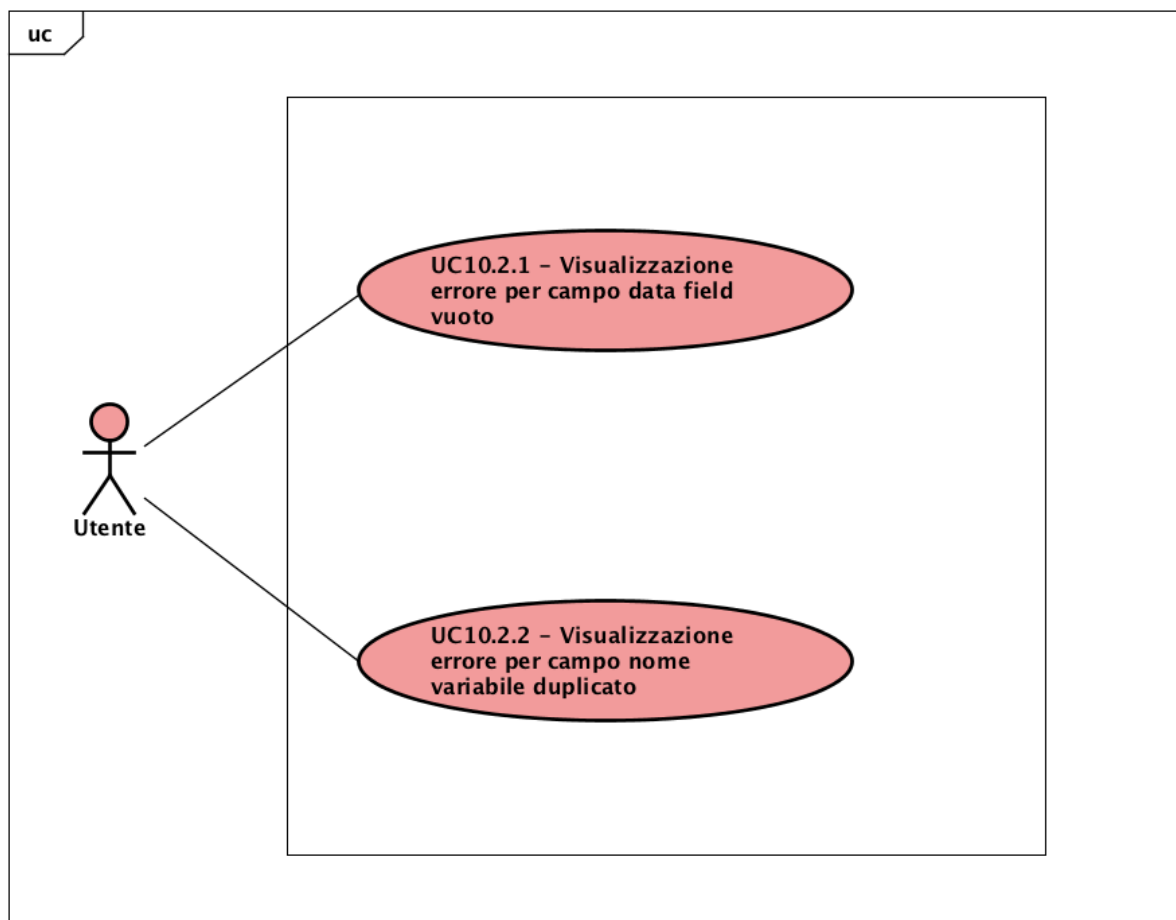 uc
UC10.2.1 – Visualizzazione
errore per campo data field
vuoto
Utente
UC10.2.2 – Visualizzazione
errore per campo nome
variabile duplicato